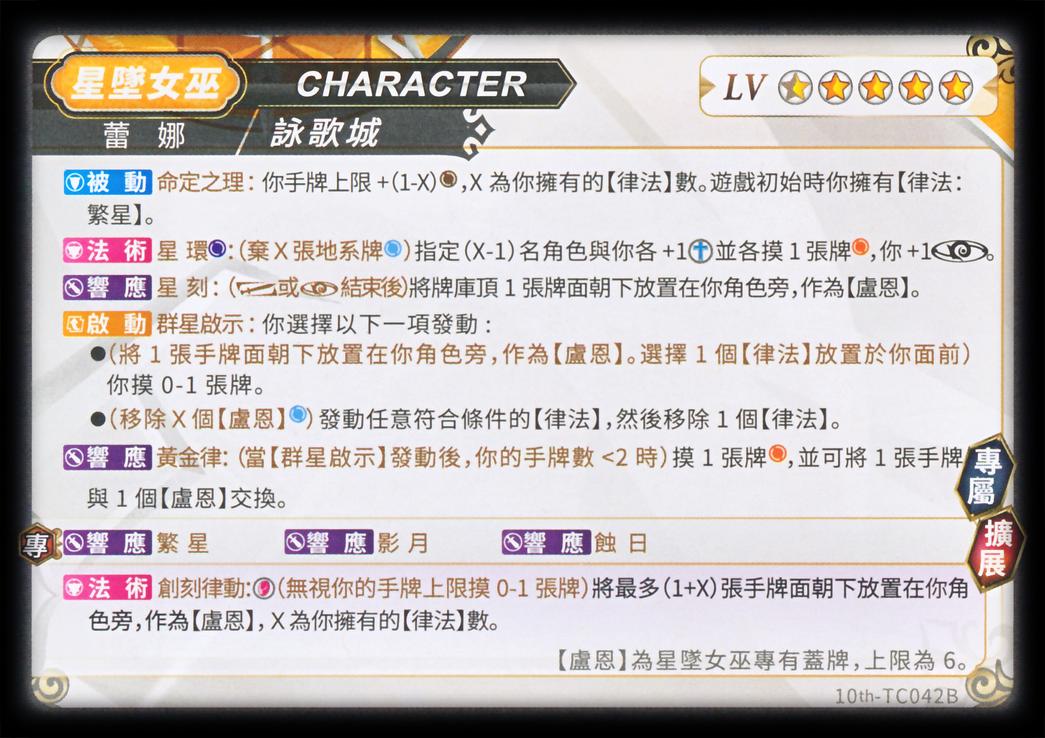 星墜女巫 CHARACTER LV
蕾娜 詠歌城
被動 命定之理：你手牌上限+(1-X)，X為你擁有的【律法】數。遊戲初始時你擁有【律法：
繁星】。
法術 星環：(棄X張地系牌)指定(X-1)名角色與你各+1並各摸1張牌，你+1。
響應 星刻：(或結束後)將牌庫頂1張牌面朝下放置在你角色旁，作為【盧恩】。
啟動 群星啟示：你選擇以下一項發動：
●(將1張手牌面朝下放置在你角色旁，作為【盧恩】。選擇1個【律法】放置於你面前)
你摸0-1張牌。
●(移除X個【盧恩】)發動任意符合條件的【律法】，然後移除1個【律法】。
響應 黃金律：(當【群星啟示】發動後，你的手牌數<2時)摸1張牌，並可將1張手牌
與1個【盧恩】交換。
專屬
專 響應 繁星 響應 影月 響應 蝕日
擴展
法術 創刻律動：(無視你的手牌上限摸0-1張牌)將最多(1+X)張手牌面朝下放置在你角
色旁，作為【盧恩】，X為你擁有的【律法】數。
【盧恩】為星墜女巫專有蓋牌，上限為6。
10th-TC042B